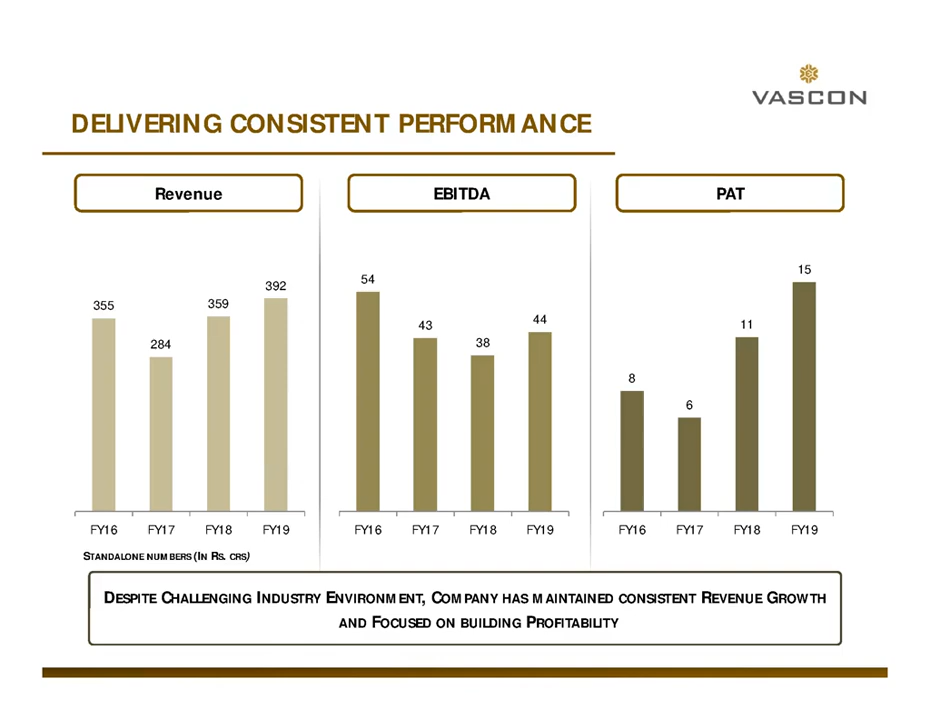 VASCON
DELIVERING CONSISTENT PERFORMANCE
Revenue
355
284
359
392
FY16 FY17 FY18 FY19
EBITDA
54
43
38
44
FY16 FY17 FY18 FY19
PAT
8
6
11
15
FY16 FY17 FY18 FY19
STANDALONE NUMBERS (IN RS. CRS)
DESPITE CHALLENGING INDUSTRY ENVIRONMENT, COMPANY HAS MAINTAINED CONSISTENT REVENUE GROWTH
AND FOCUSED ON BUILDING PROFITABILITY